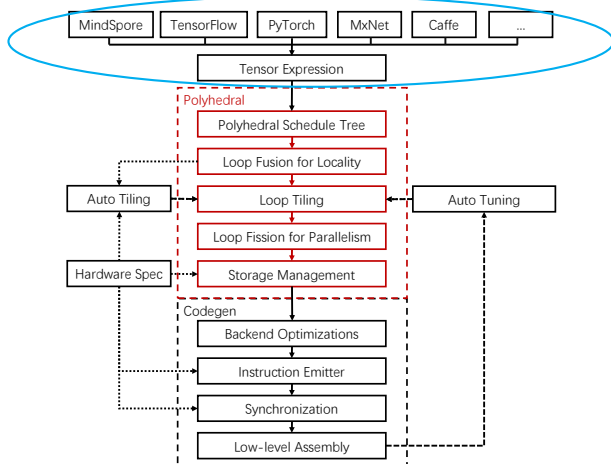 MindSpore
TensorFlow
PyTorch
MxNet
Caffe
...
Tensor Expression
Polyhedral
Polyhedral Schedule Tree
Loop Fusion for Locality
Auto Tiling
Loop Tiling
Auto Tuning
Loop Fission for Parallelism
Hardware Spec
Storage Management
Codegen
Backend Optimizations
Instruction Emitter
Synchronization
Low-level Assembly